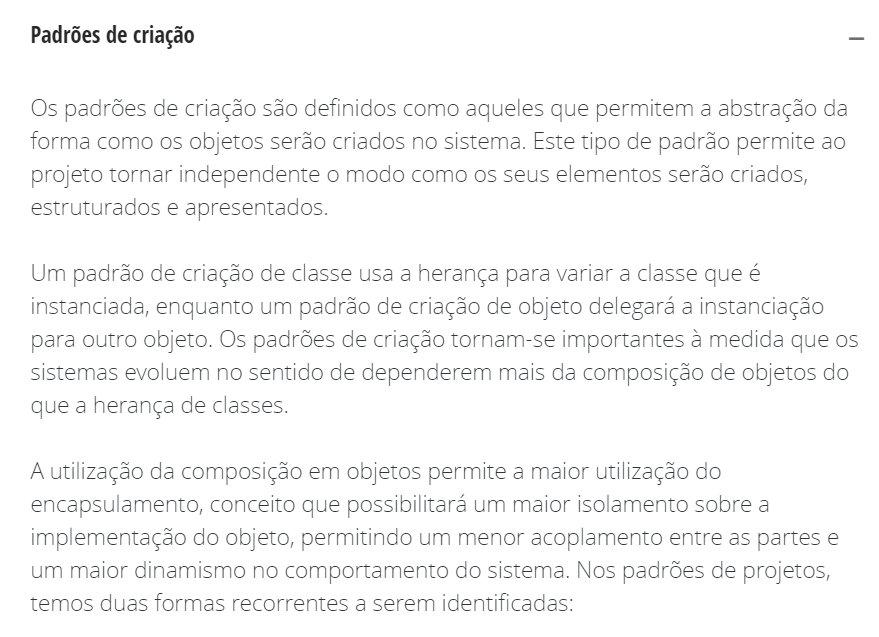 Padrões de criação
Os padrões de criação são definidos como aqueles que permitem a abstração da
forma como os objetos serão criados no sistema. Este tipo de padrão permite ao
projeto tornar independente o modo como os seus elementos serão criados,
estruturados e apresentados.
Um padrão de criação de classe usa a herança para variar a classe que é
instanciada, enquanto um padrão de criação de objeto delegará a instanciação
para outro objeto. Os padrões de criação tornam-se importantes à medida que os
sistemas evoluem no sentido de dependerem mais da composição de objetos do
que a herança de classes.
A utilização da composição em objetos permite a maior utilização do
encapsulamento, conceito que possibilitará um maior isolamento sobre a
implementação do objeto, permitindo um menor acoplamento entre as partes e
um maior dinamismo no comportamento do sistema. Nos padrões de projetos,
temos duas formas recorrentes a serem identificadas: